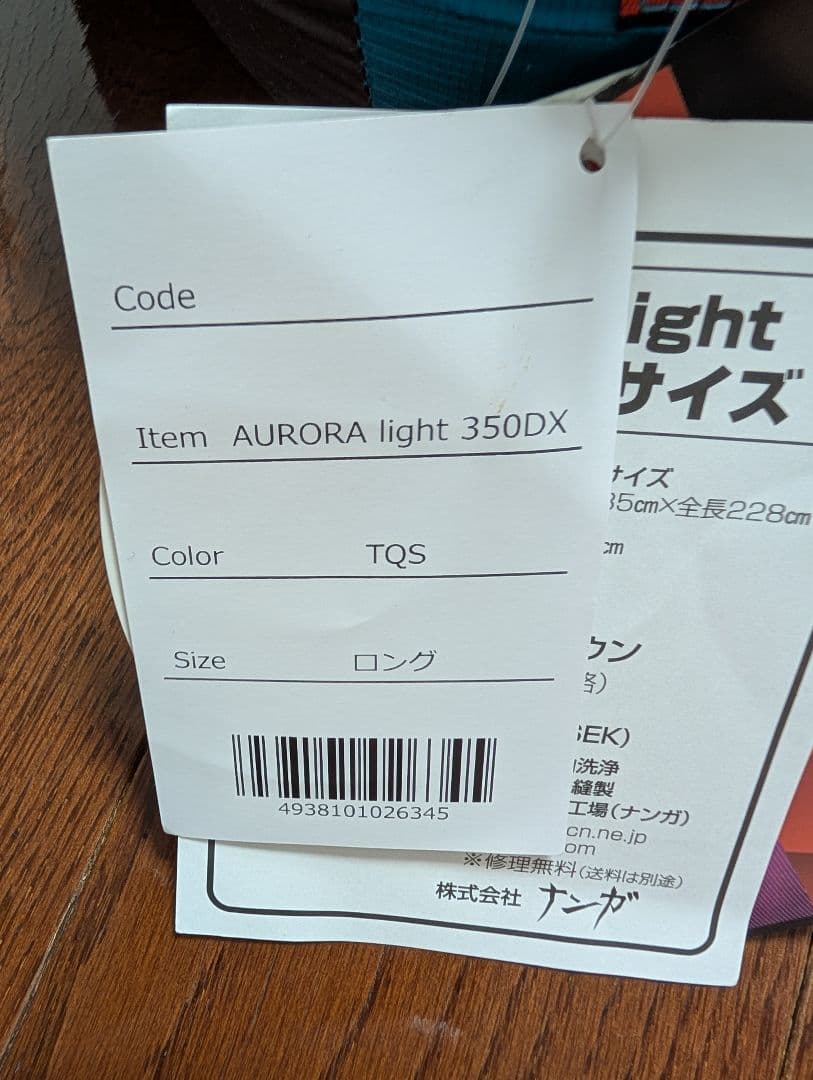 Code
Item AURORA light 350DX
Color TQS
Size ロング
4938101026345
ight
サイズ
サイズ
35cm×全長228cm
cm
ウン
格)
SEK)
洗浄
縫製
工場(ナンガ)
cn.ne.jp
om
※修理無料(送料は別途)
株式会社 ナンガ